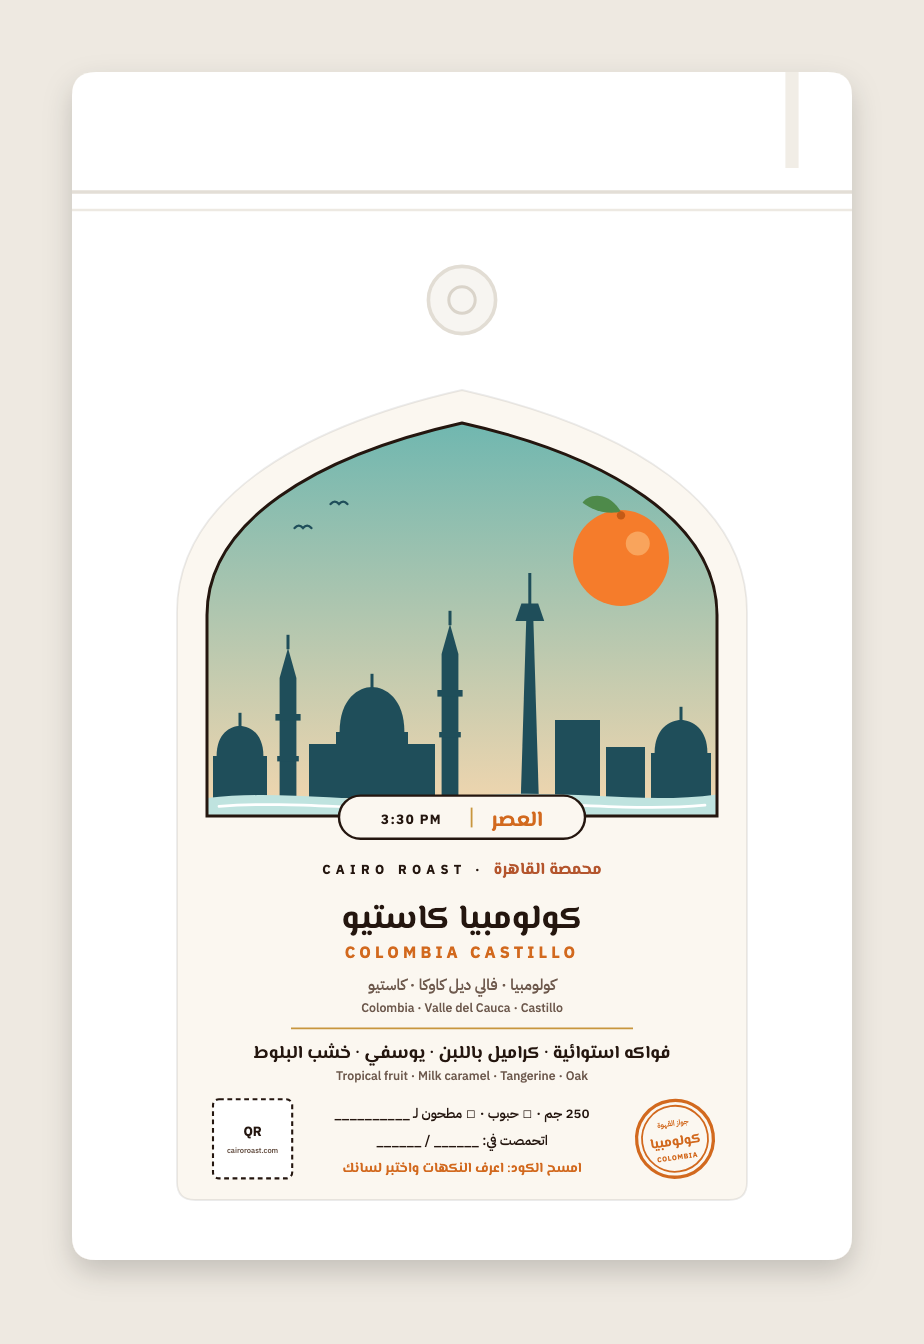 العصر | 3:30 PM
CAIRO ROAST · محمصة القاهرة
كولومبيا كاستيو
COLOMBIA CASTILLO
كولومبيا · فالي ديل كاوكا · كاستيو
Colombia · Valle del Cauca · Castillo
فواكه استوائية · كراميل باللبن · يوسفي · خشب البلوط
Tropical fruit · Milk caramel · Tangerine · Oak
250 جم · □ حبوب · □ مطحون لـ __________
اتحمصت في: ______ / ______
امسح الكود: اعرف النكهات واختبر لسانك
QR
cairoroast.com
جواز القهوة
كولومبيا
COLOMBIA